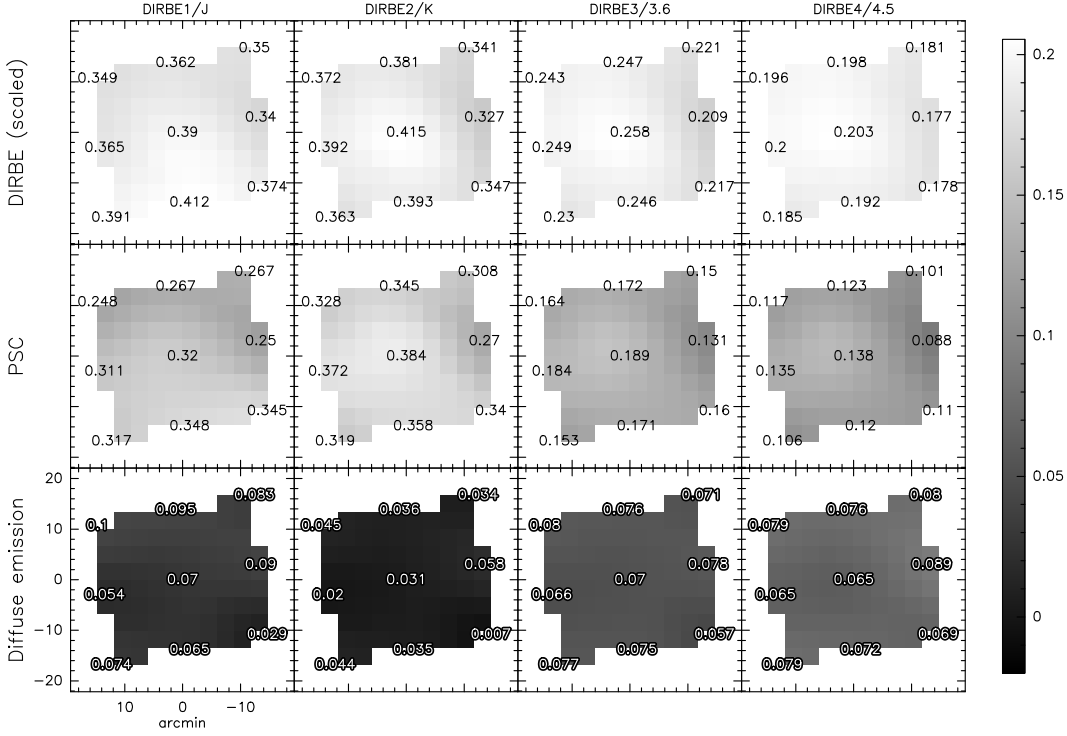 DIRBE1/J DIRBE2/K DIRBE3/3.6 DIRBE4/4.5
DIRBE (scaled)
0.35 0.341 0.221 0.181
0.362 0.381 0.247 0.198
0.349 0.372 0.243 0.196
0.34 0.327 0.209 0.177
0.39 0.415 0.258 0.203
0.365 0.392 0.249 0.2
0.374 0.347 0.217 0.178
0.412 0.393 0.246 0.192
0.391 0.363 0.23 0.185
PSC
0.267 0.308 0.15 0.101
0.267 0.345 0.172 0.123
0.248 0.328 0.164 0.117
0.25 0.27 0.131 0.088
0.32 0.384 0.189 0.138
0.311 0.372 0.184 0.135
0.345 0.34 0.16 0.11
0.348 0.358 0.171 0.12
0.317 0.319 0.153 0.106
Diffuse emission
0.083 0.034 0.071 0.08
0.095 0.036 0.076 0.076
0.1 0.045 0.08 0.079
0.09 0.058 0.078 0.089
0.07 0.031 0.07 0.065
0.054 0.02 0.066 0.065
0.029 0.007 0.057 0.069
0.065 0.035 0.075 0.072
0.074 0.044 0.077 0.079
20
10
0
−10
−20
10 0 −10
arcmin
0.2
0.15
0.1
0.05
0